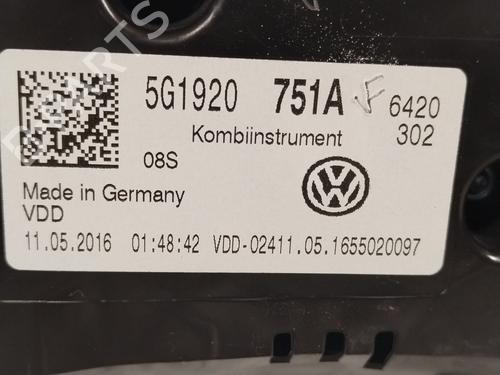 5G1920 751A F 6420
Kombiinstrument 302
08S
Made in Germany
VDD
11.05.2016 01:48:42 VDD-02411.05.1655020097